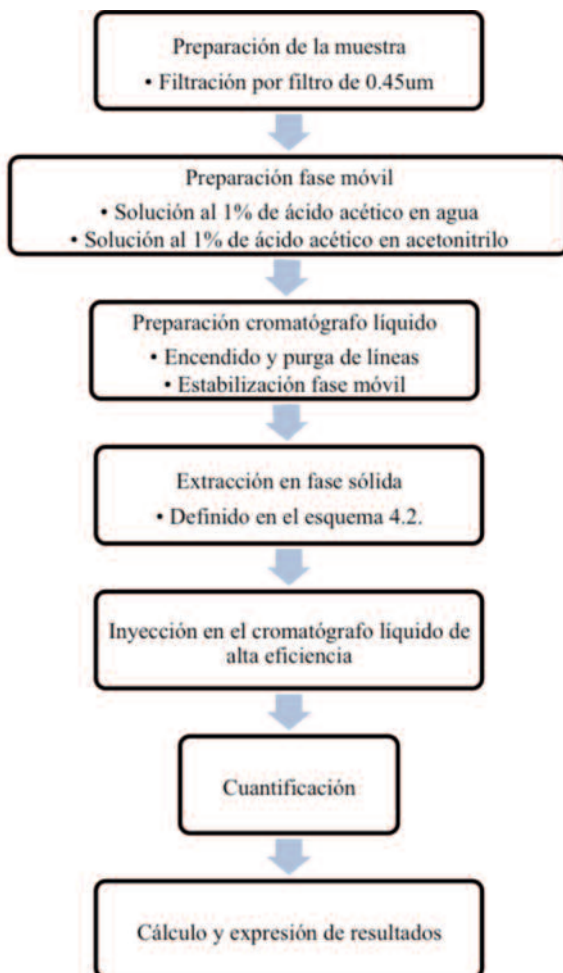 Preparación de la muestra
• Filtración por filtro de 0.45um
Preparación fase móvil
• Solución al 1% de ácido acético en agua
• Solución al 1% de ácido acético en acetonitrilo
Preparación cromatógrafo líquido
• Encendido y purga de líneas
• Estabilización fase móvil
Extracción en fase sólida
• Definido en el esquema 4.2.
Inyección en el cromatógrafo líquido de
alta eficiencia
Cuantificación
Cálculo y expresión de resultados